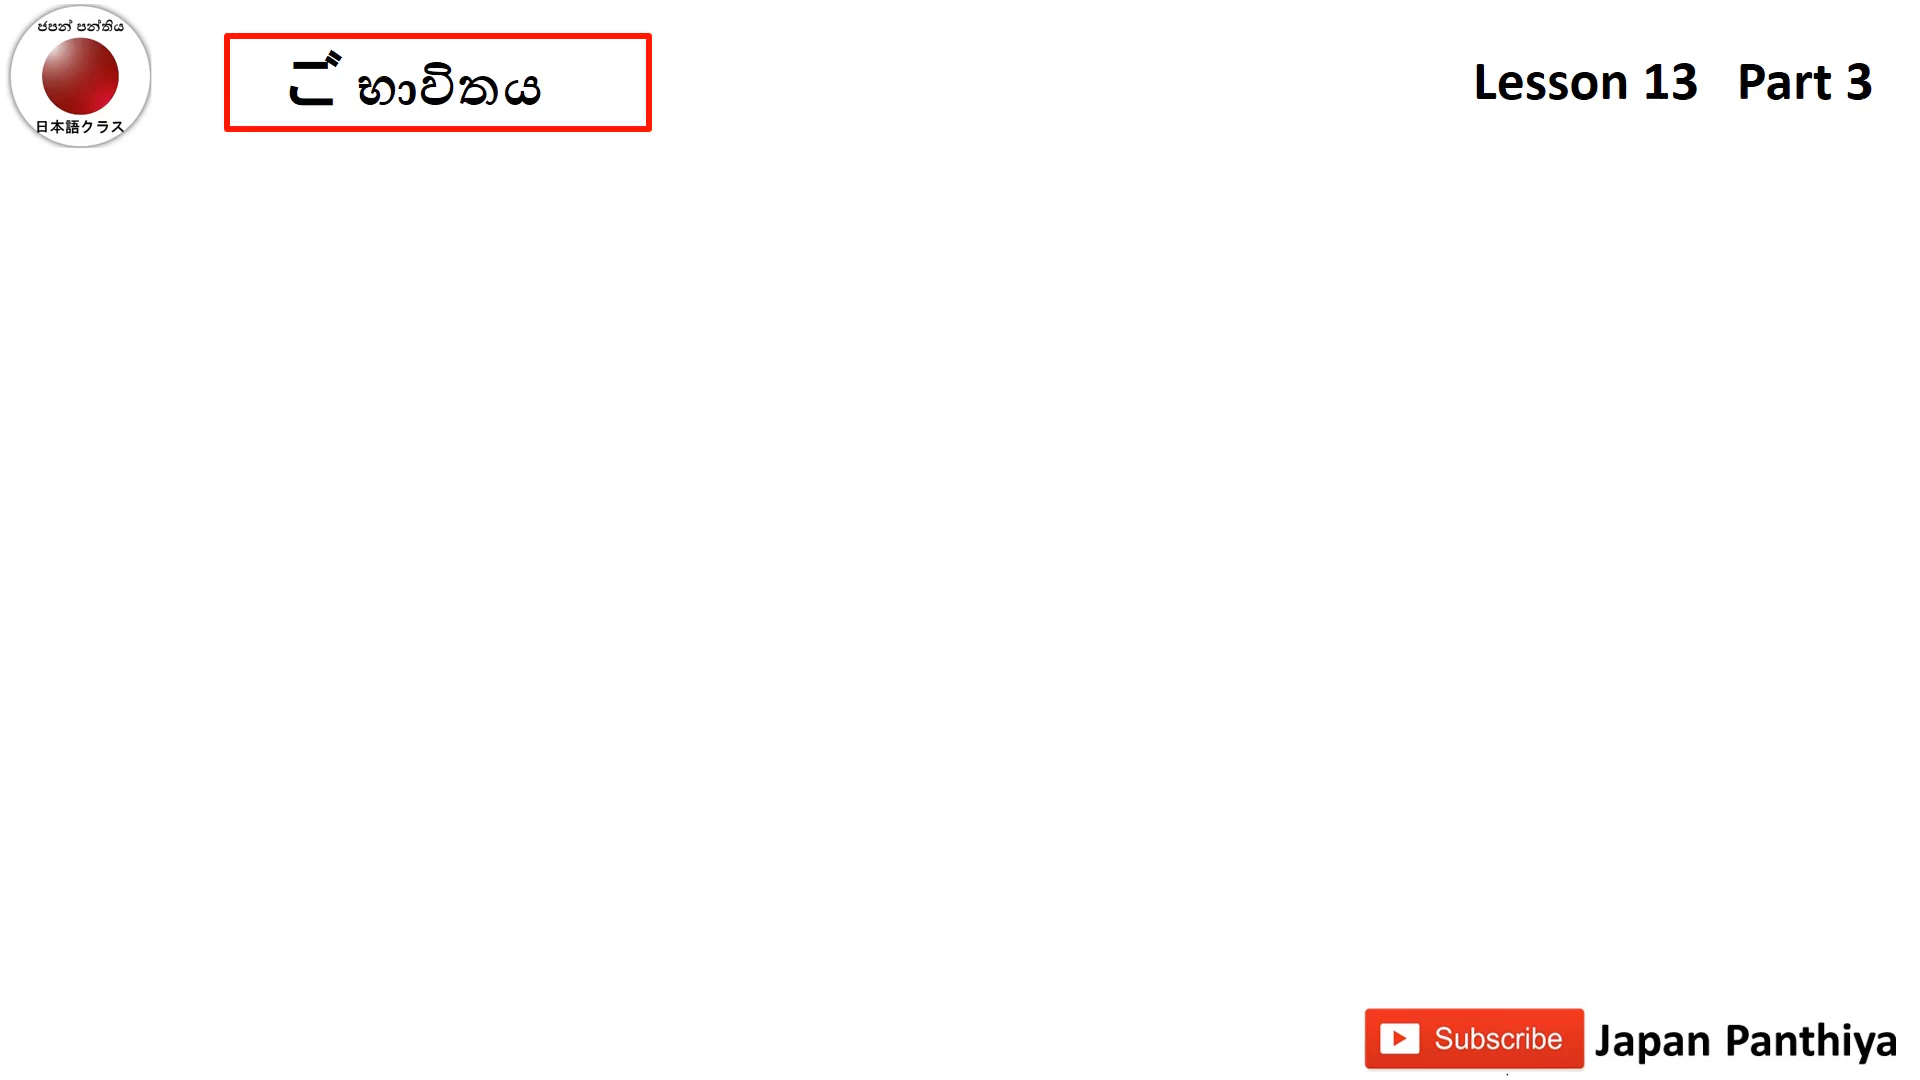 ජපන් පන්තිය
日本語クラス
ご භාවිතය
Lesson 13 Part 3
Subscribe
Japan Panthiya